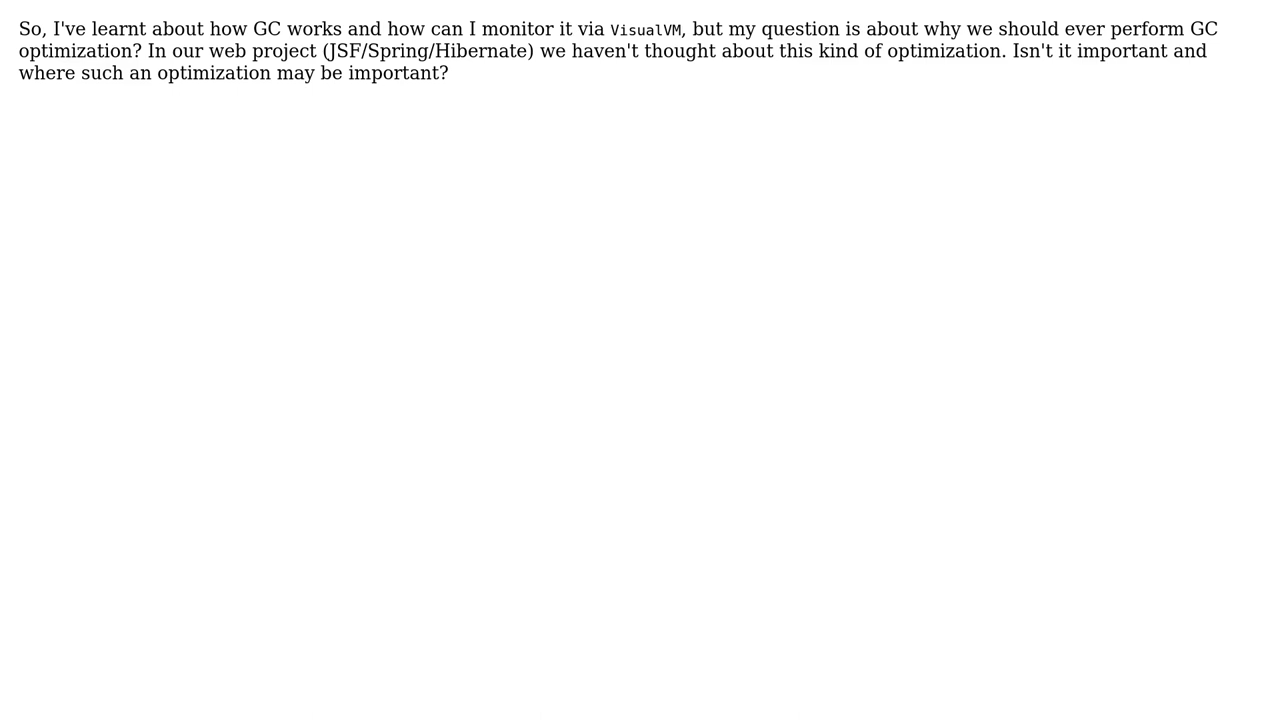 So, I've learnt about how GC works and how can I monitor it via VisualVM, but my question is about why we should ever perform GC
optimization? In our web project (JSF/Spring/Hibernate) we haven't thought about this kind of optimization. Isn't it important and
where such an optimization may be important?